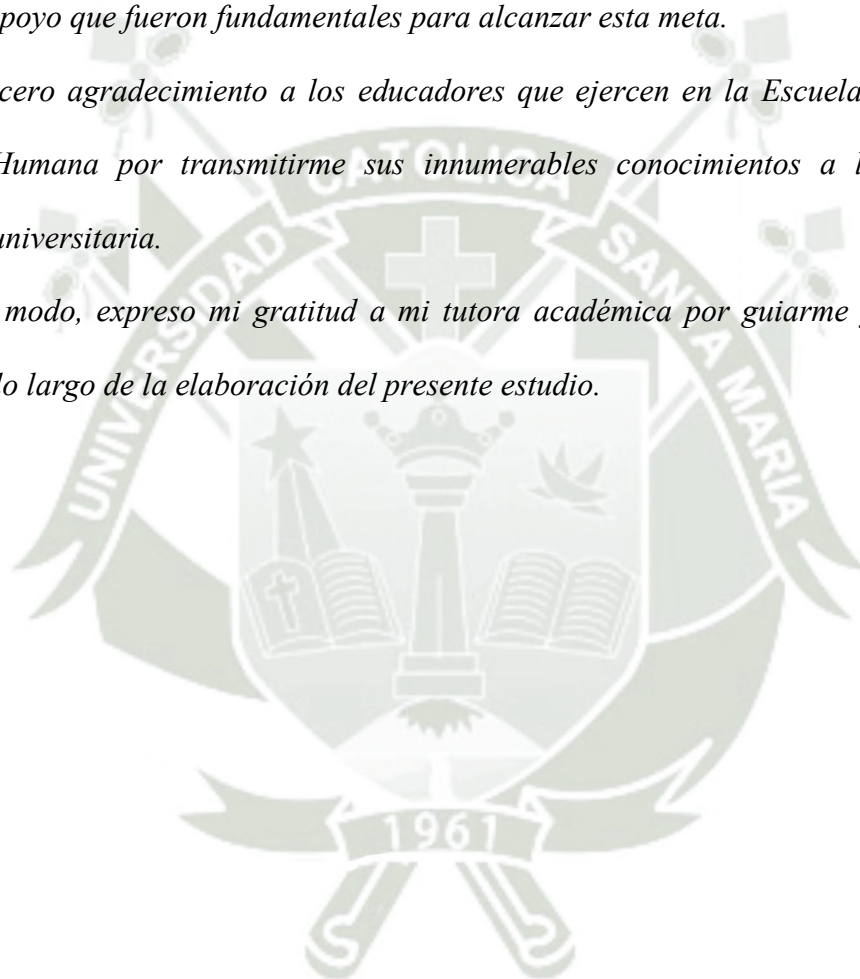 poyo que fueron fundamentales para alcanzar esta meta.
cero agradecimiento a los educadores que ejercen en la Escuela
Humana por transmitirme sus innumerables conocimientos a l
universitaria.
modo, expreso mi gratitud a mi tutora académica por guiarme
lo largo de la elaboración del presente estudio.
UNIVERSIDAD CATOLICA SANTA MARIA
1961